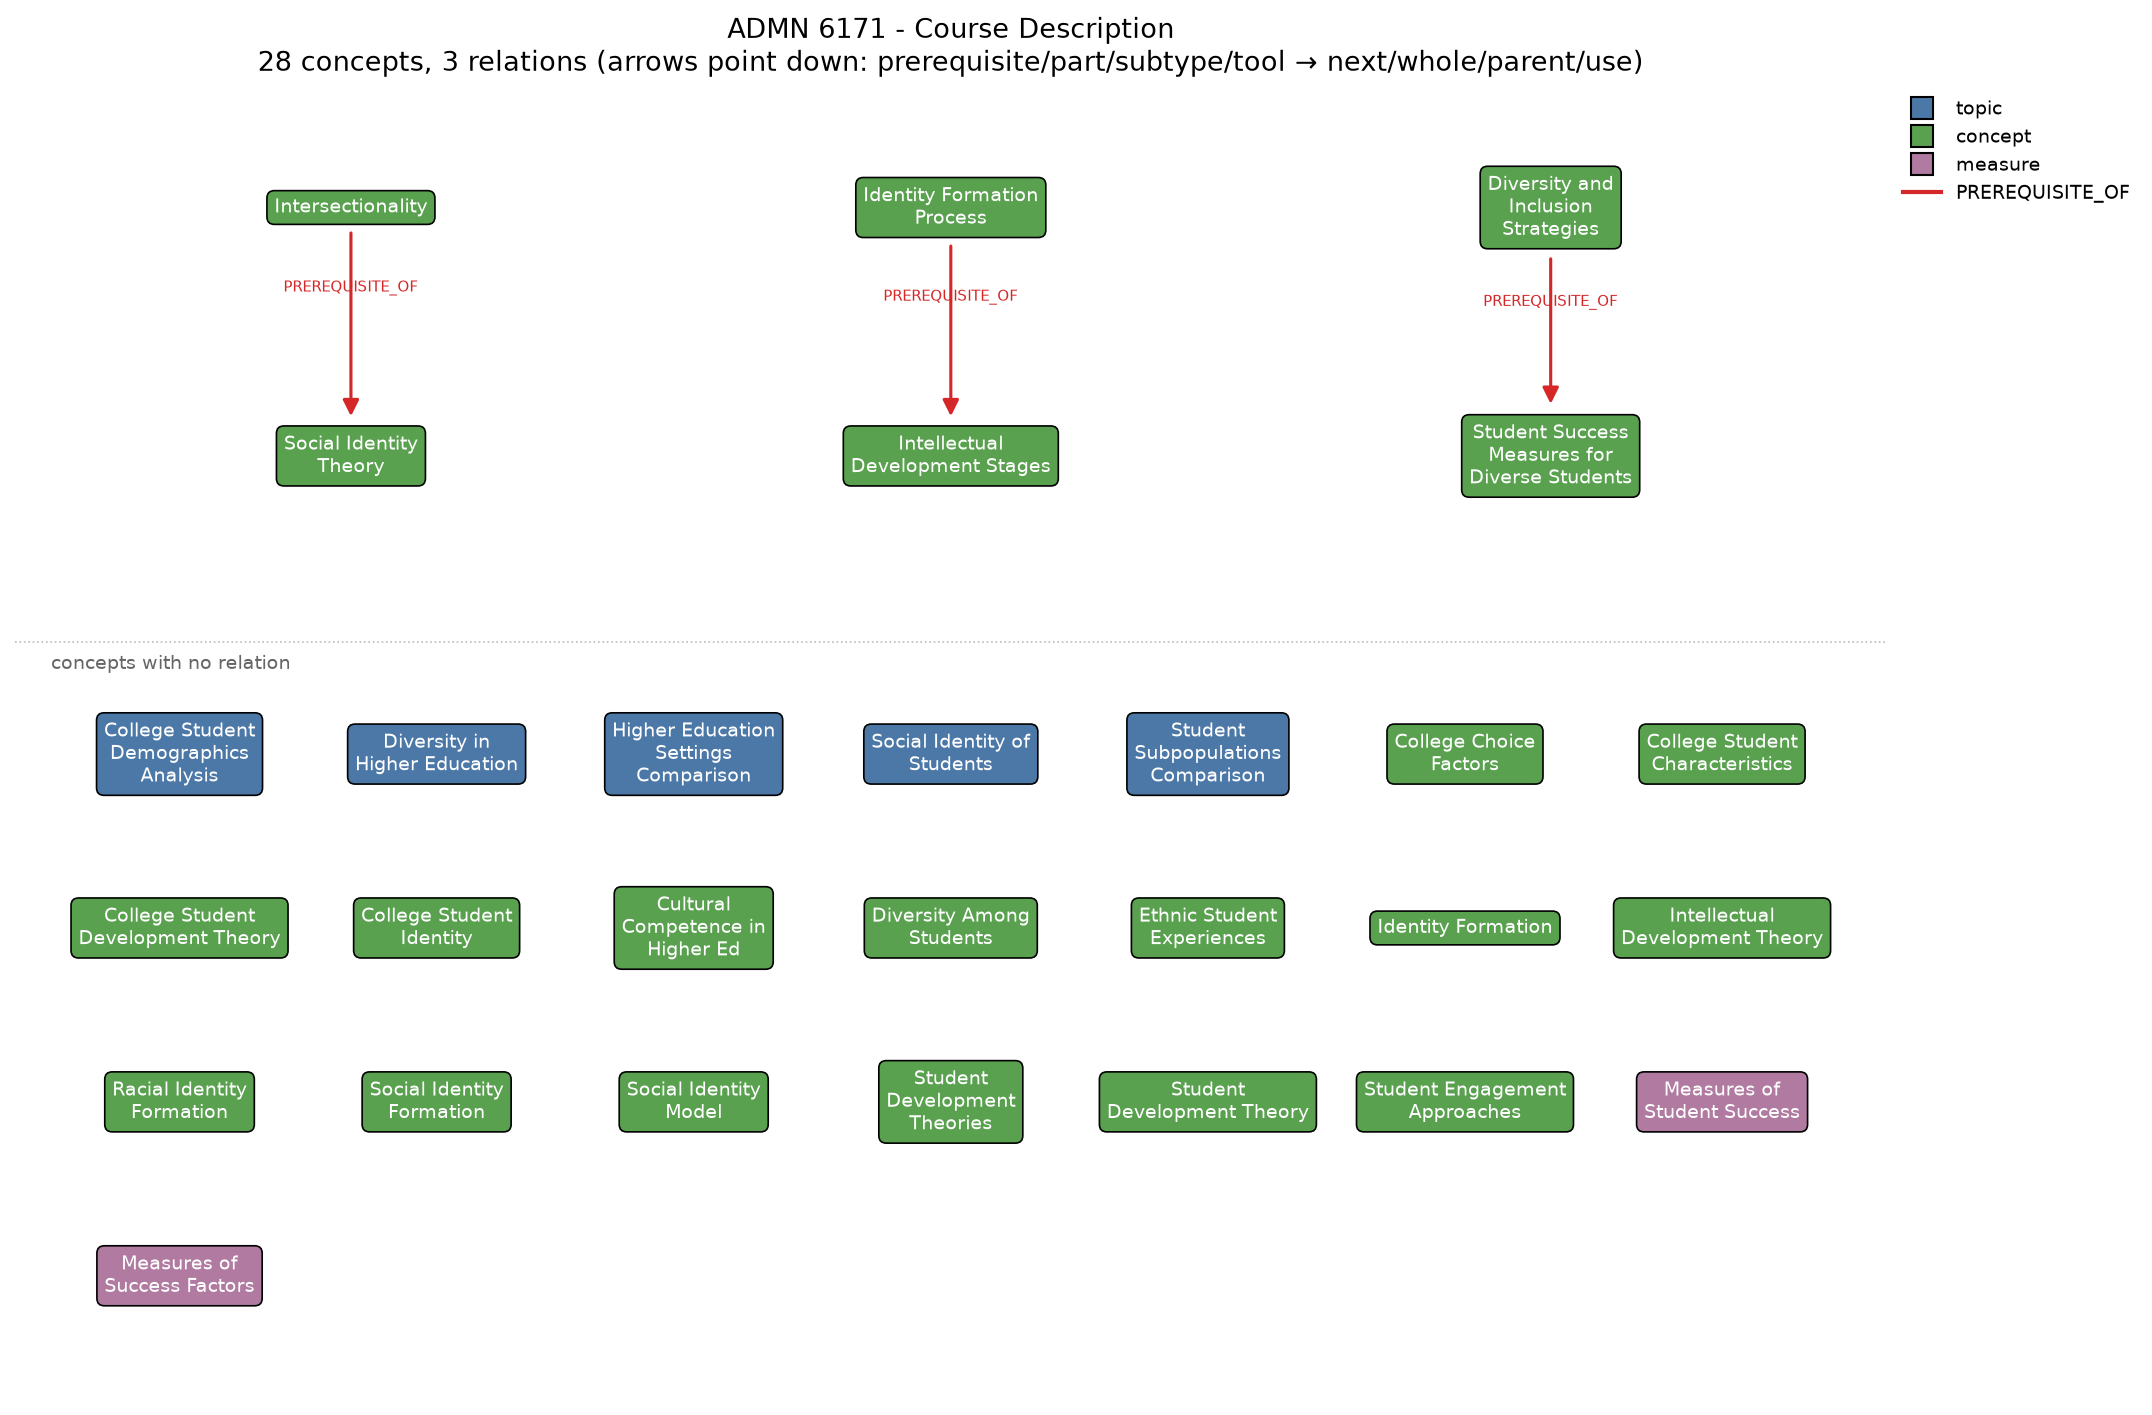 ADMN 6171 - Course Description
28 concepts, 3 relations (arrows point down: prerequisite/part/subtype/tool → next/whole/parent/use)
topic
concept
measure
PREREQUISITE_OF
Intersectionality
Identity Formation
Process
Diversity and
Inclusion
Strategies
PREREQUISITE_OF
PREREQUISITE_OF
PREREQUISITE_OF
Social Identity
Theory
Intellectual
Development Stages
Student Success
Measures for
Diverse Students
concepts with no relation
College Student
Demographics
Analysis
Diversity in
Higher Education
Higher Education
Settings
Comparison
Social Identity of
Students
Student
Subpopulations
Comparison
College Choice
Factors
College Student
Characteristics
College Student
Development Theory
College Student
Identity
Cultural
Competence in
Higher Ed
Diversity Among
Students
Ethnic Student
Experiences
Identity Formation
Intellectual
Development Theory
Racial Identity
Formation
Social Identity
Formation
Social Identity
Model
Student
Development
Theories
Student
Development Theory
Student Engagement
Approaches
Measures of
Student Success
Measures of
Success Factors